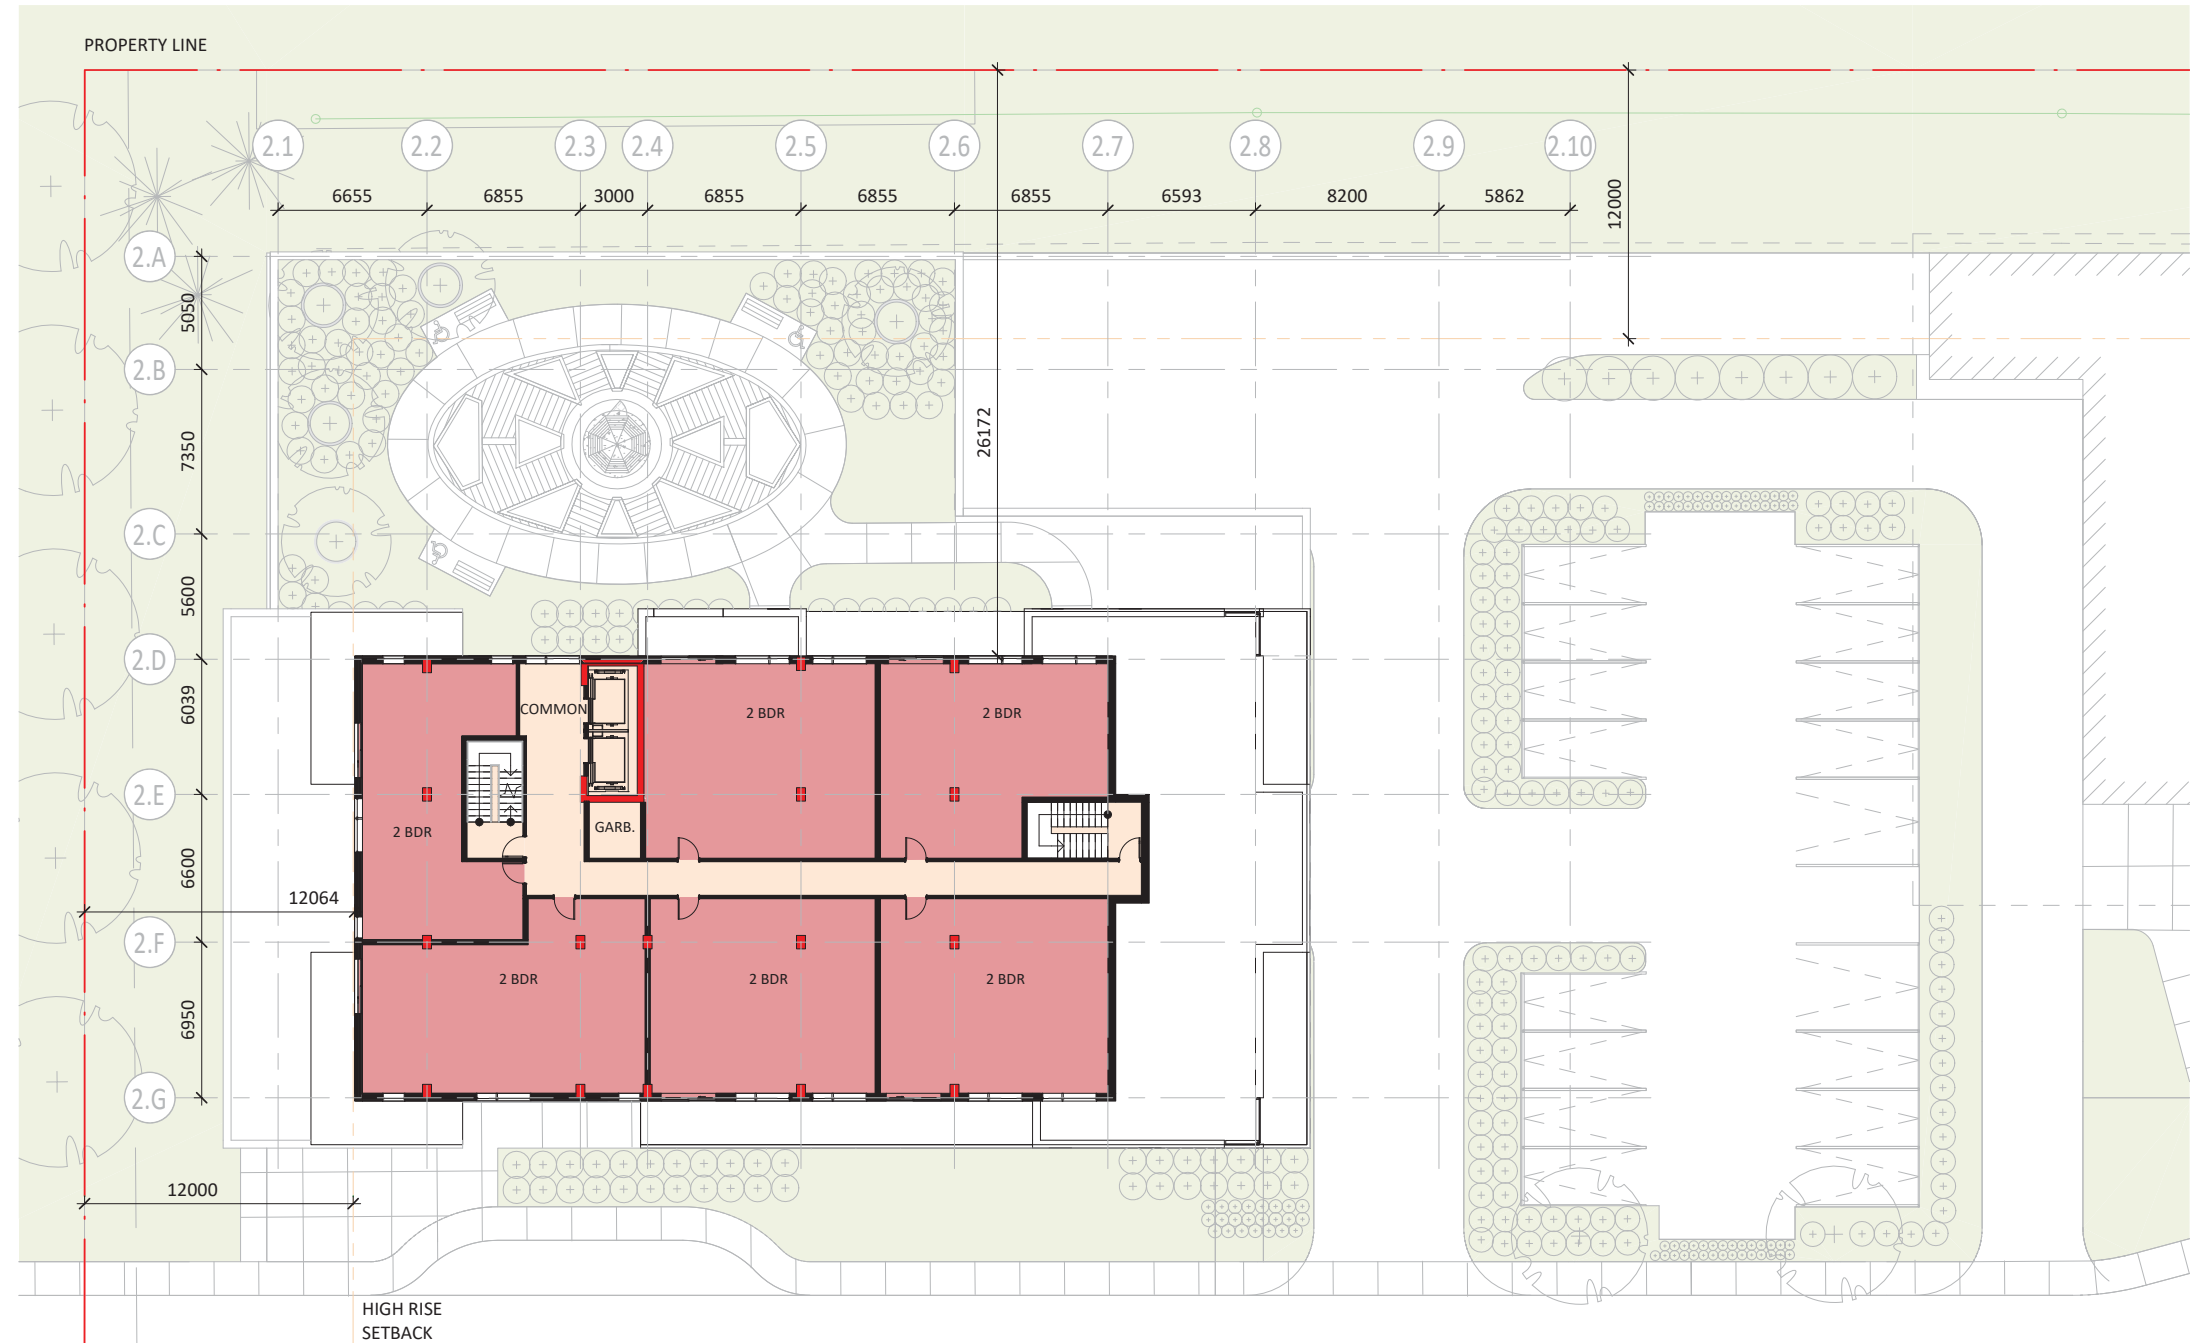 PROPERTY LINE
2.1 2.2 2.3 2.4 2.5 2.6 2.7 2.8 2.9 2.10
6655 6855 3000 6855 6855 6855 6593 8200 5862
12000
2.A
5050
2.B
7350
26172
2.C
5600
2.D
6039
COMMON
2 BDR
2 BDR
2.E
GARB.
2 BDR
6600
12064
2.F
2 BDR
2 BDR
2 BDR
6950
2.G
12000
HIGH RISE
SETBACK